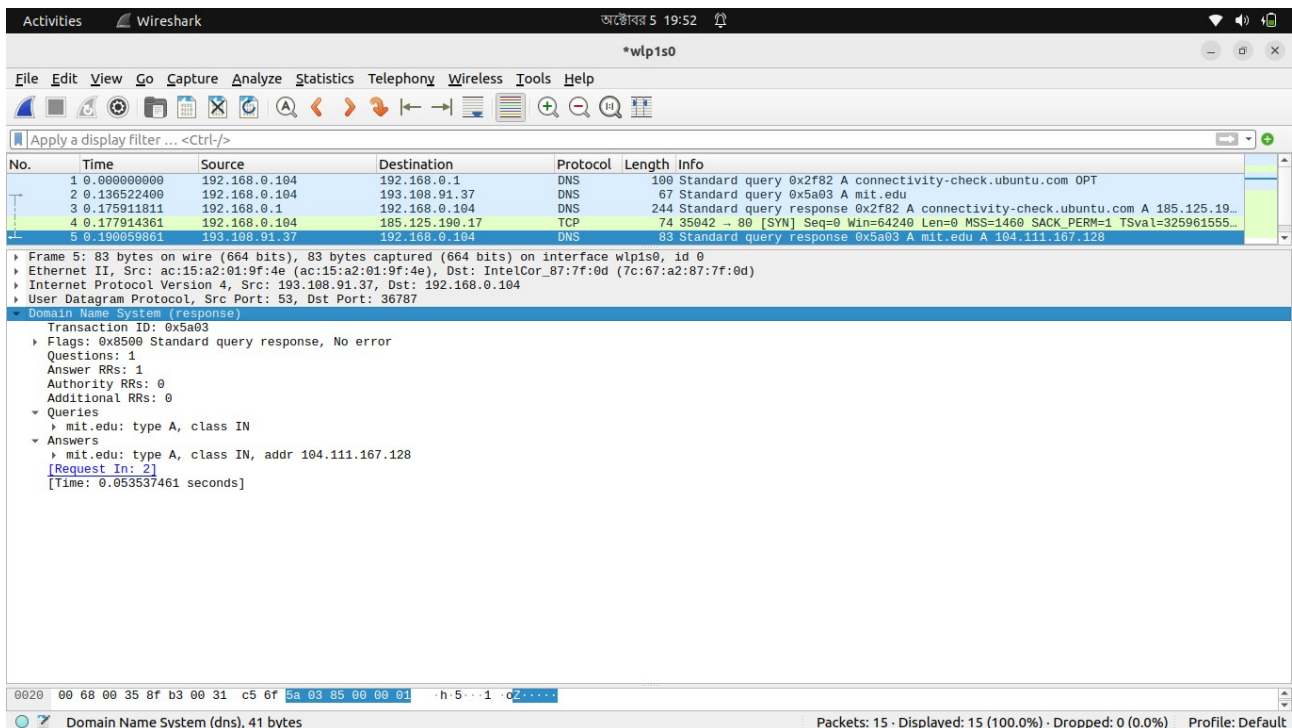 Activities Wireshark অক্টোবর 5 19:52
*wlp1s0
File Edit View Go Capture Analyze Statistics Telephony Wireless Tools Help
Apply a display filter … <Ctrl-/>
No. Time Source Destination Protocol Length Info
1 0.000000000 192.168.0.104 192.168.0.1 DNS 100 Standard query 0x2f82 A connectivity-check.ubuntu.com OPT
2 0.136522400 192.168.0.104 193.108.91.37 DNS 67 Standard query 0x5a03 A mit.edu
3 0.175911811 192.168.0.1 192.168.0.104 DNS 244 Standard query response 0x2f82 A connectivity-check.ubuntu.com A 185.125.19…
4 0.177914361 192.168.0.104 185.125.190.17 TCP 74 35042 → 80 [SYN] Seq=0 Win=64240 Len=0 MSS=1460 SACK_PERM=1 TSval=325961555…
5 0.190059861 193.108.91.37 192.168.0.104 DNS 83 Standard query response 0x5a03 A mit.edu A 104.111.167.128
Frame 5: 83 bytes on wire (664 bits), 83 bytes captured (664 bits) on interface wlp1s0, id 0
Ethernet II, Src: ac:15:a2:01:9f:4e (ac:15:a2:01:9f:4e), Dst: IntelCor_87:7f:0d (7c:67:a2:87:7f:0d)
Internet Protocol Version 4, Src: 193.108.91.37, Dst: 192.168.0.104
User Datagram Protocol, Src Port: 53, Dst Port: 36787
Domain Name System (response)
Transaction ID: 0x5a03
Flags: 0x8500 Standard query response, No error
Questions: 1
Answer RRs: 1
Authority RRs: 0
Additional RRs: 0
Queries
mit.edu: type A, class IN
Answers
mit.edu: type A, class IN, addr 104.111.167.128
[Request In: 2]
[Time: 0.053537461 seconds]
0020 00 68 00 35 8f b3 00 31 c5 6f 5a 03 85 00 00 01 ·h·5···1 ·oZ·····
Domain Name System (dns), 41 bytes Packets: 15 · Displayed: 15 (100.0%) · Dropped: 0 (0.0%) Profile: Default